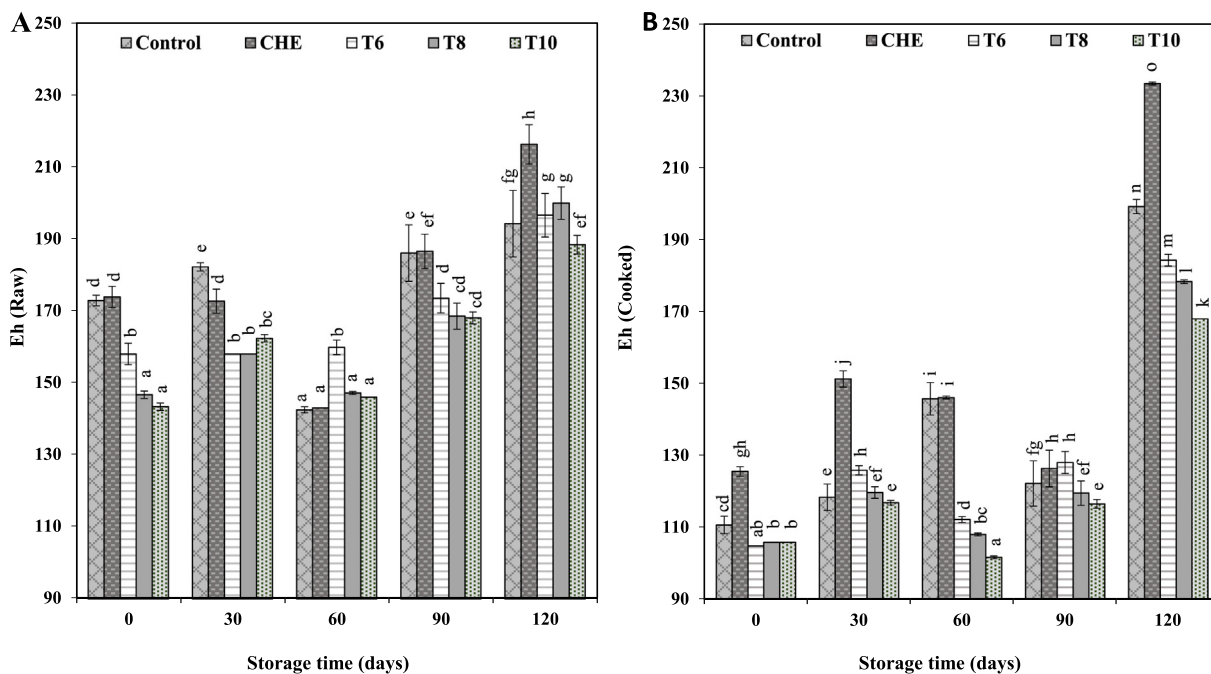 A
Control CHE T6 T8 T10
250
230
210
190
170
150
130
110
90
Eh (Raw)
d d b a a
e d b b bc
a a b a a
e ef d cd cd
fg h g g ef
0 30 60 90 120
Storage time (days)
B
Control CHE T6 T8 T10
250
230
210
190
170
150
130
110
90
Eh (Cooked)
cd gh ab b b
e j h ef e
i i d bc a
fg h h ef e
n o m l k
0 30 60 90 120
Storage time (days)